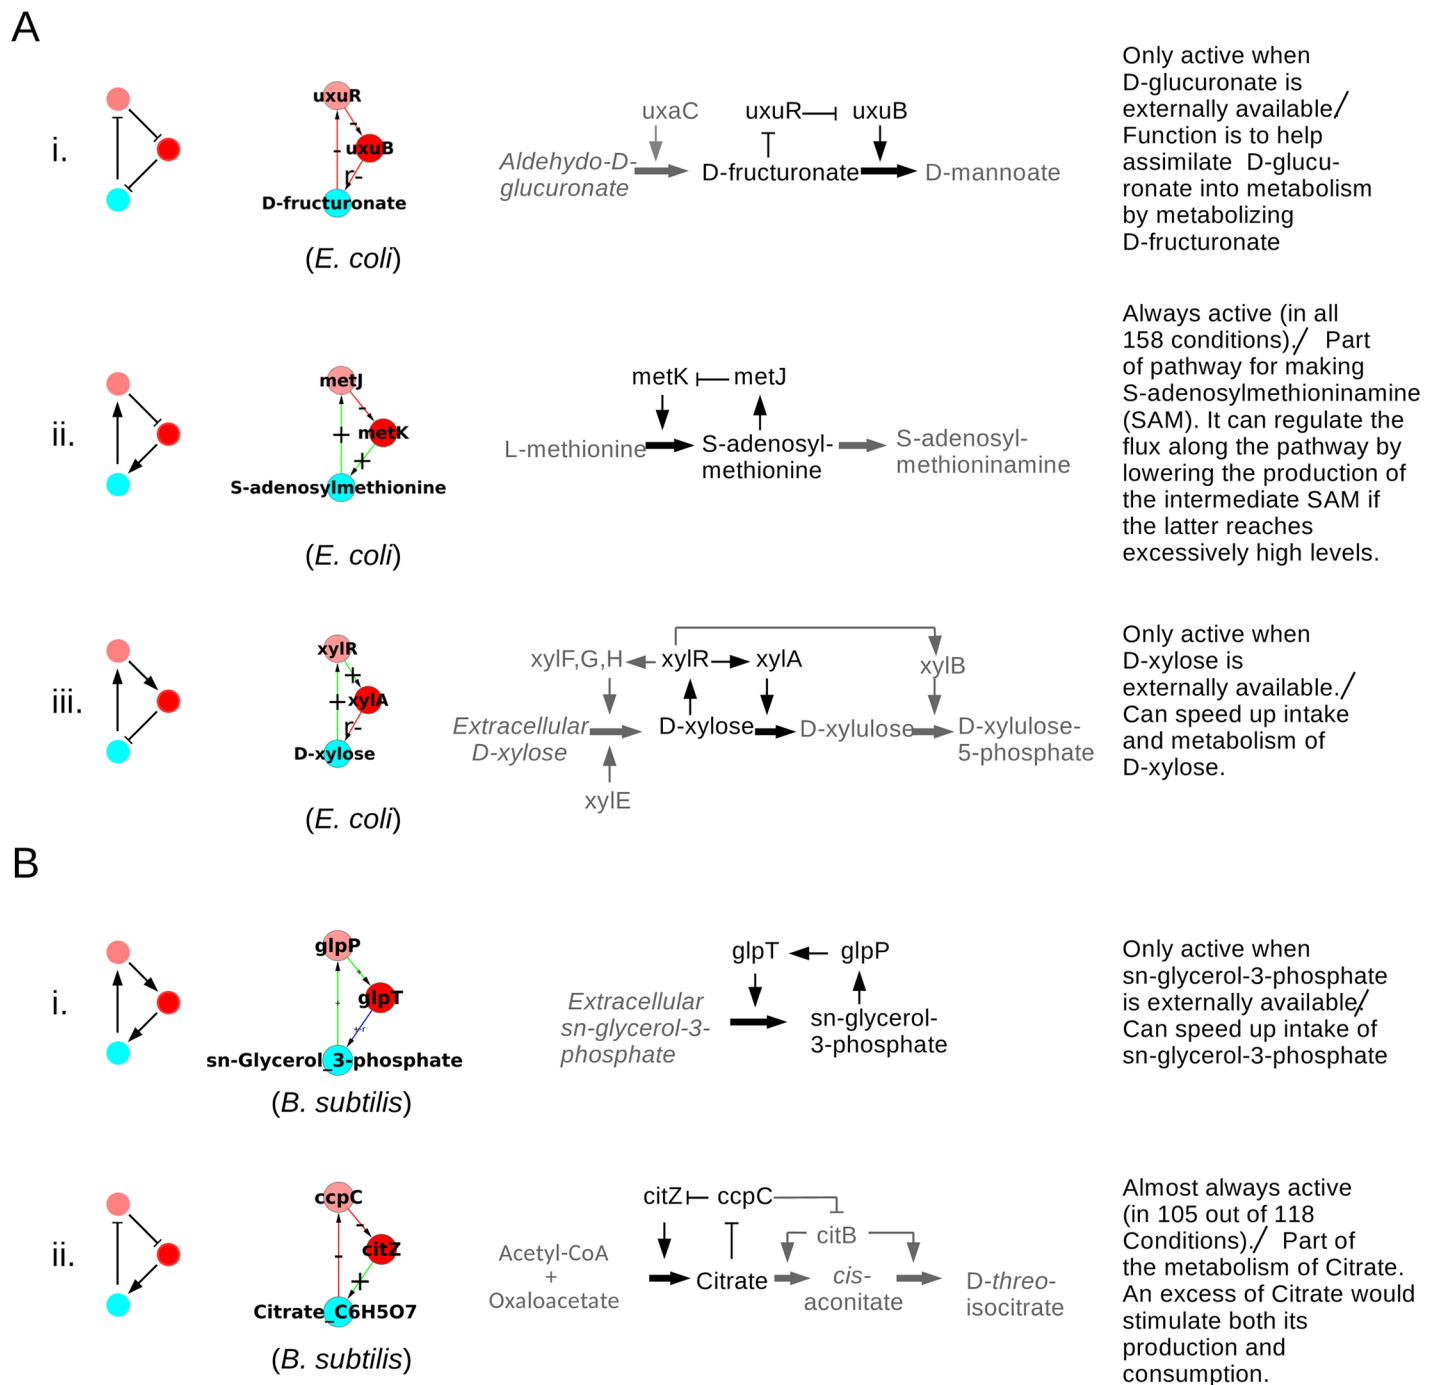 A
i.
uxuR
-
uxuB
-
r-
D-fructuronate
(E. coli)
uxaC
uxuR
uxuB
Aldehydo-D-
glucuronate
D-fructuronate
D-mannoate
Only active when
D-glucuronate is
externally available./
Function is to help
assimilate D-glucu-
ronate into metabolism
by metabolizing
D-fructuronate
ii.
metJ
-
metK
+
+
S-adenosylmethionine
(E. coli)
metK
metJ
L-methionine
S-adenosyl-
methionine
S-adenosyl-
methioninamine
Always active (in all
158 conditions)./ Part
of pathway for making
S-adenosylmethioninamine
(SAM). It can regulate the
flux along the pathway by
lowering the production of
the intermediate SAM if
the latter reaches
excessively high levels.
iii.
xylR
+
xylA
+
r-
D-xylose
(E. coli)
xylF,G,H
xylR
xylA
xylB
Extracellular
D-xylose
D-xylose
D-xylulose
D-xylulose-
5-phosphate
xylE
Only active when
D-xylose is
externally available./
Can speed up intake
and metabolism of
D-xylose.
B
i.
glpP
+
glpT
+
+r
sn-Glycerol_3-phosphate
(B. subtilis)
glpT
glpP
Extracellular
sn-glycerol-3-
phosphate
sn-glycerol-
3-phosphate
Only active when
sn-glycerol-3-phosphate
is externally available/
Can speed up intake of
sn-glycerol-3-phosphate
ii.
ccpC
-
citZ
-
+
Citrate_C6H5O7
(B. subtilis)
citZ
ccpC
citB
Acetyl-CoA
+
Oxaloacetate
Citrate
cis-
aconitate
D-threo-
isocitrate
Almost always active
(in 105 out of 118
Conditions)./ Part of
the metabolism of Citrate.
An excess of Citrate would
stimulate both its
production and
consumption.